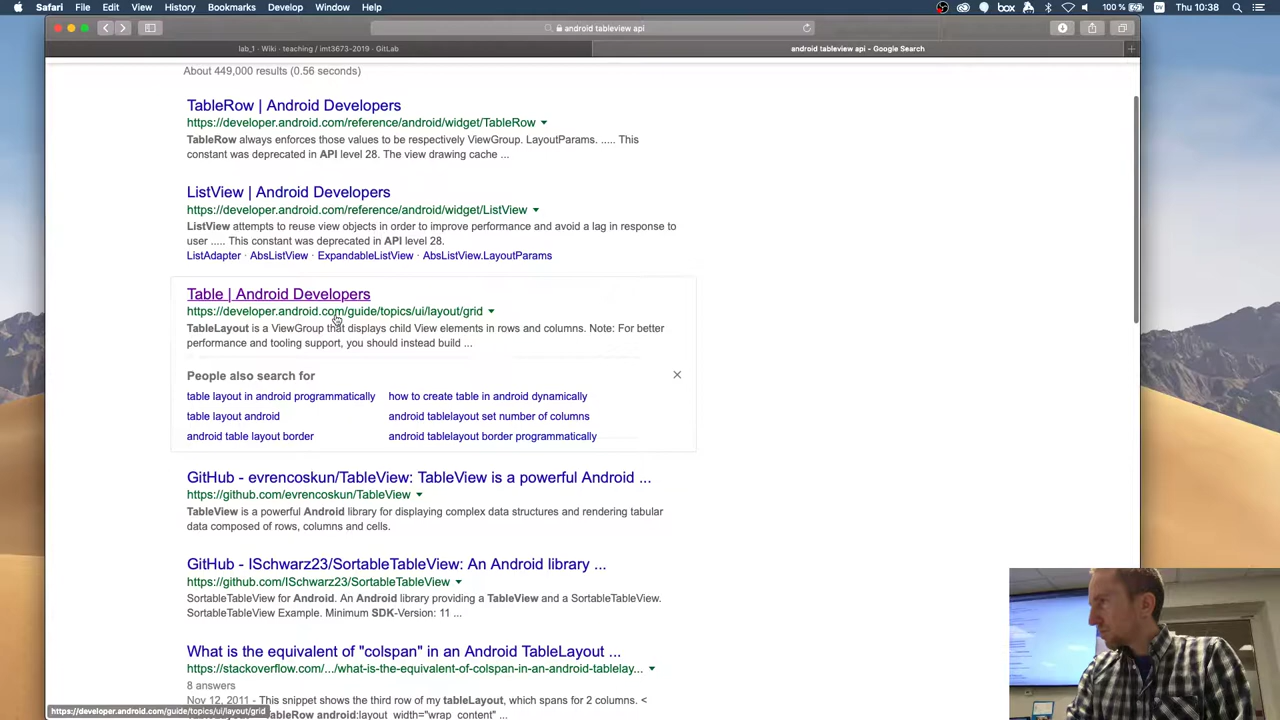 Safari File Edit View History Bookmarks Window Help 100 % DV Thu 10:38
android tableview api
lab_1 · Wiki · teaching / imt3673-2019 · GitLab
android tableview api - Google Search
About 449,000 results (0.56 seconds)
TableRow | Android Developers
https://developer.android.com/reference/android/widget/TableRow
TableRow always enforces those values to be respectively ViewGroup. LayoutParams. ..... This
constant was deprecated in API level 28. The view drawing cache ...
ListView | Android Developers
https://developer.android.com/reference/android/widget/ListView
ListView attempts to reuse view objects in order to improve performance and avoid a lag in response to
user ..... This constant was deprecated in API level 28.
ListAdapter · AbsListView · ExpandableListView · AbsListView.LayoutParams
Table | Android Developers
https://developer.android.com/guide/topics/ui/layout/grid
TableLayout is a ViewGroup that displays child View elements in rows and columns. Note: For better
performance and tooling support, you should instead build ...
People also search for
table layout in android programmatically how to create table in android dynamically
table layout android android tablelayout set number of columns
android table layout border android tablelayout border programmatically
GitHub - evrencoskun/TableView: TableView is a powerful Android ...
https://github.com/evrencoskun/TableView
TableView is a powerful Android library for displaying complex data structures and rendering tabular
data composed of rows, columns and cells.
GitHub - ISchwarz23/SortableTableView: An Android library ...
https://github.com/ISchwarz23/SortableTableView
SortableTableView for Android. An Android library providing a TableView and a SortableTableView.
SortableTableView Example. Minimum SDK-Version: 11 ...
What is the equivalent of "colspan" in an Android TableLayout ...
https://stackoverflow.com/.../what-is-the-equivalent-of-colspan-in-an-android-tablelay...
8 answers
Nov 12, 2011 - This snippet shows the third row of my tableLayout, which spans for 2 columns. <
TableRow android:layout_width="wrap_content" ...
https://developer.android.com/guide/topics/ui/layout/grid